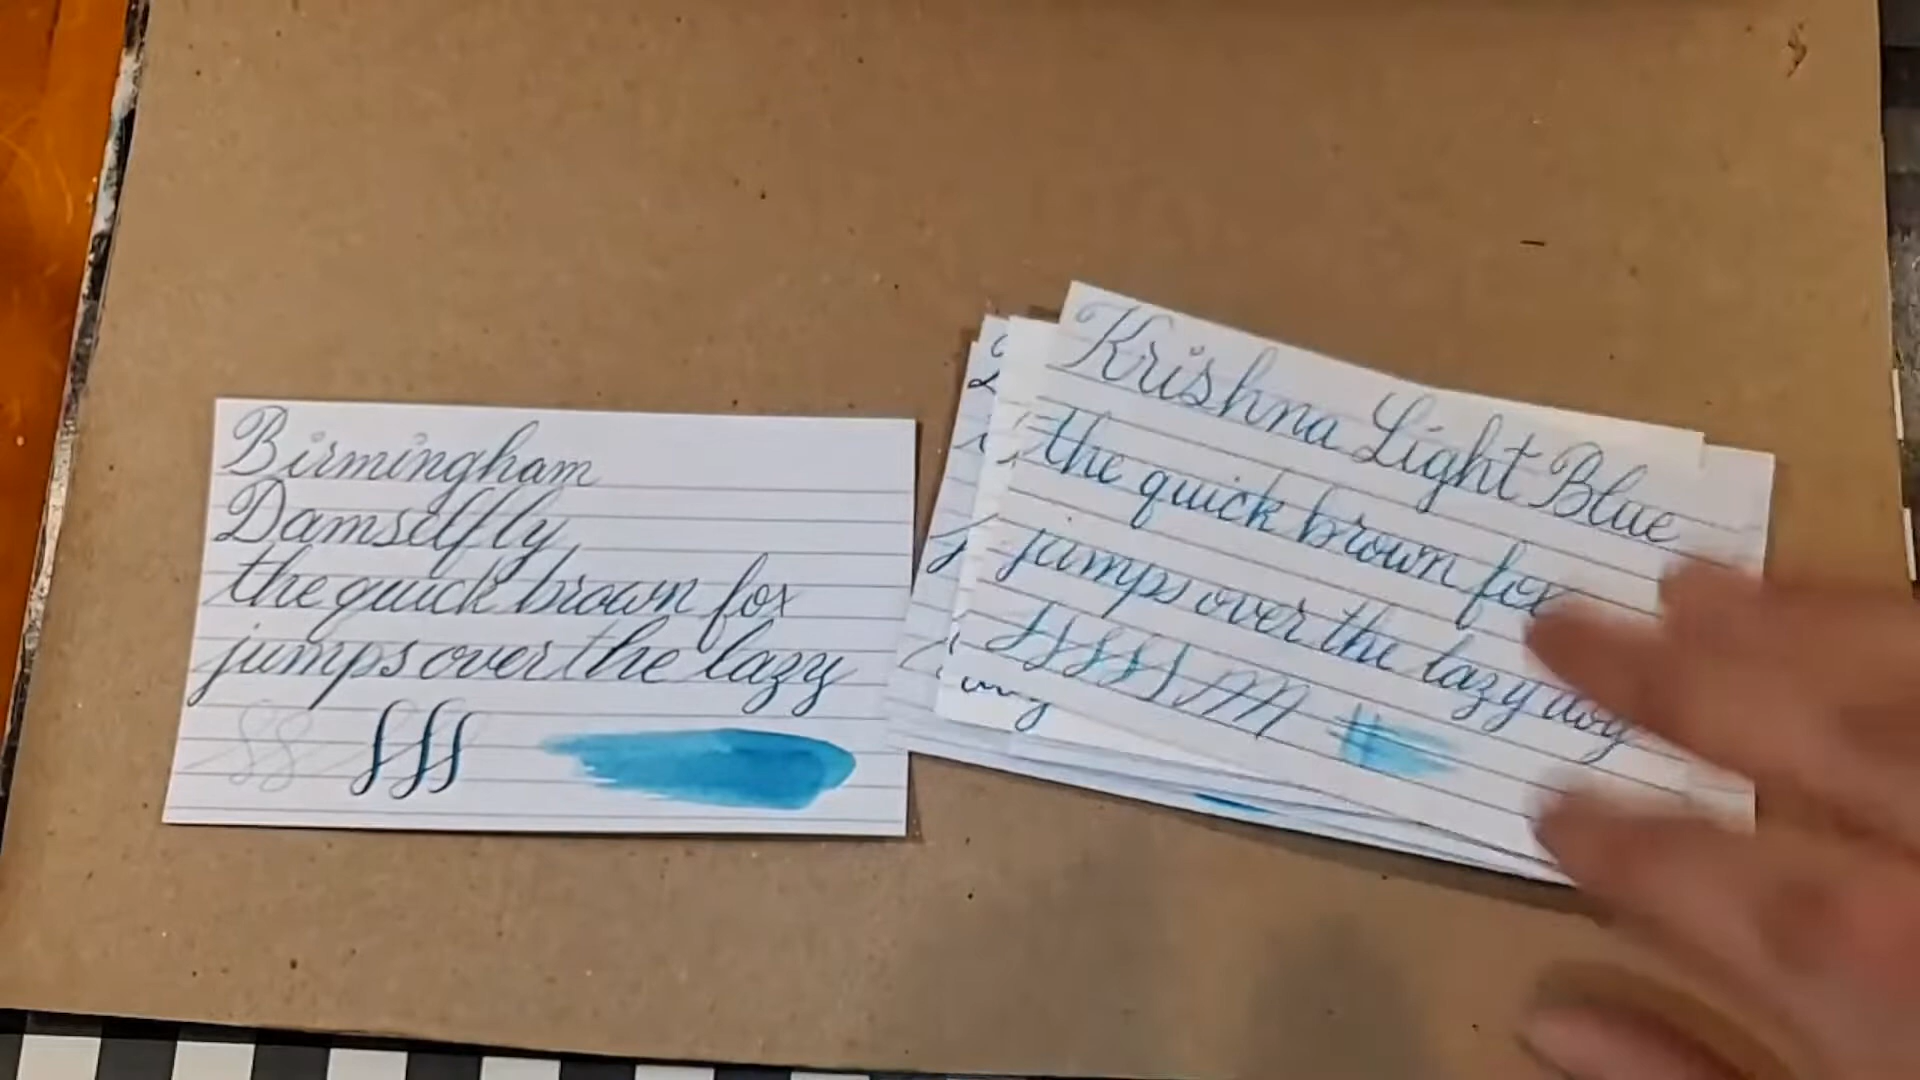 Birmingham
Damselfly
the quick brown fox
jumps over the lazy
Krishna Light Blue
the quick brown fox
jumps over the lazy dog